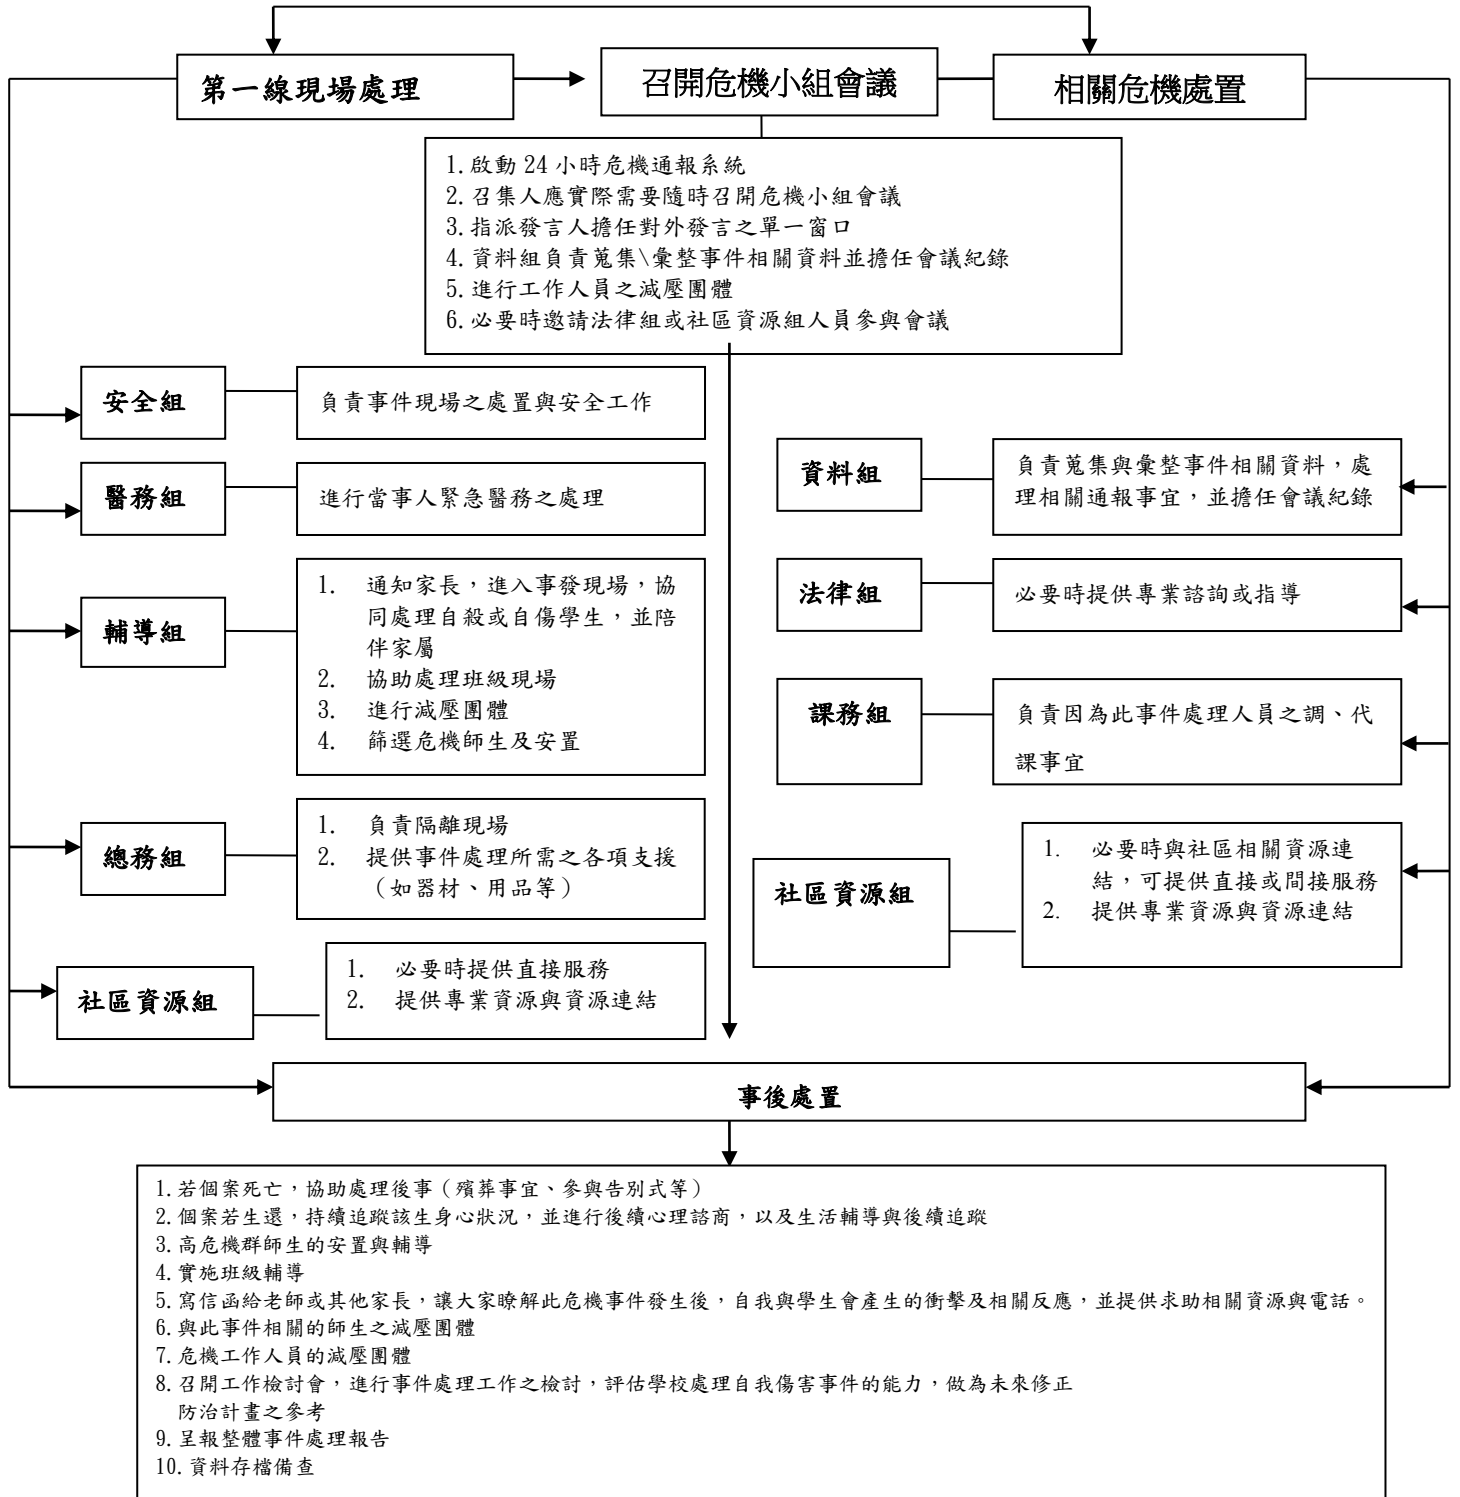 第一線現場處理
召開危機小組會議
相關危機處置
1.啟動 24 小時危機通報系統
2.召集人應實際需要隨時召開危機小組會議
3.指派發言人擔任對外發言之單一窗口
4.資料組負責蒐集\彙整事件相關資料並擔任會議紀錄
5.進行工作人員之減壓團體
6.必要時邀請法律組或社區資源組人員參與會議
安全組
負責事件現場之處置與安全工作
醫務組
進行當事人緊急醫務之處理
輔導組
1. 通知家長，進入事發現場，協
同處理自殺或自傷學生，並陪
伴家屬
2. 協助處理班級現場
3. 進行減壓團體
4. 篩選危機師生及安置
總務組
1. 負責隔離現場
2. 提供事件處理所需之各項支援
（如器材、用品等）
社區資源組
1. 必要時提供直接服務
2. 提供專業資源與資源連結
資料組
負責蒐集與彙整事件相關資料，處
理相關通報事宜，並擔任會議紀錄
法律組
必要時提供專業諮詢或指導
課務組
負責因為此事件處理人員之調、代
課事宜
社區資源組
1. 必要時與社區相關資源連
結，可提供直接或間接服務
2. 提供專業資源與資源連結
事後處置
1.若個案死亡，協助處理後事（殯葬事宜、參與告別式等）
2.個案若生還，持續追蹤該生身心狀況，並進行後續心理諮商，以及生活輔導與後續追蹤
3.高危機群師生的安置與輔導
4.實施班級輔導
5.寫信函給老師或其他家長，讓大家瞭解此危機事件發生後，自我與學生會產生的衝擊及相關反應，並提供求助相關資源與電話。
6.與此事件相關的師生之減壓團體
7.危機工作人員的減壓團體
8.召開工作檢討會，進行事件處理工作之檢討，評估學校處理自我傷害事件的能力，做為未來修正
防治計畫之參考
9.呈報整體事件處理報告
10.資料存檔備查